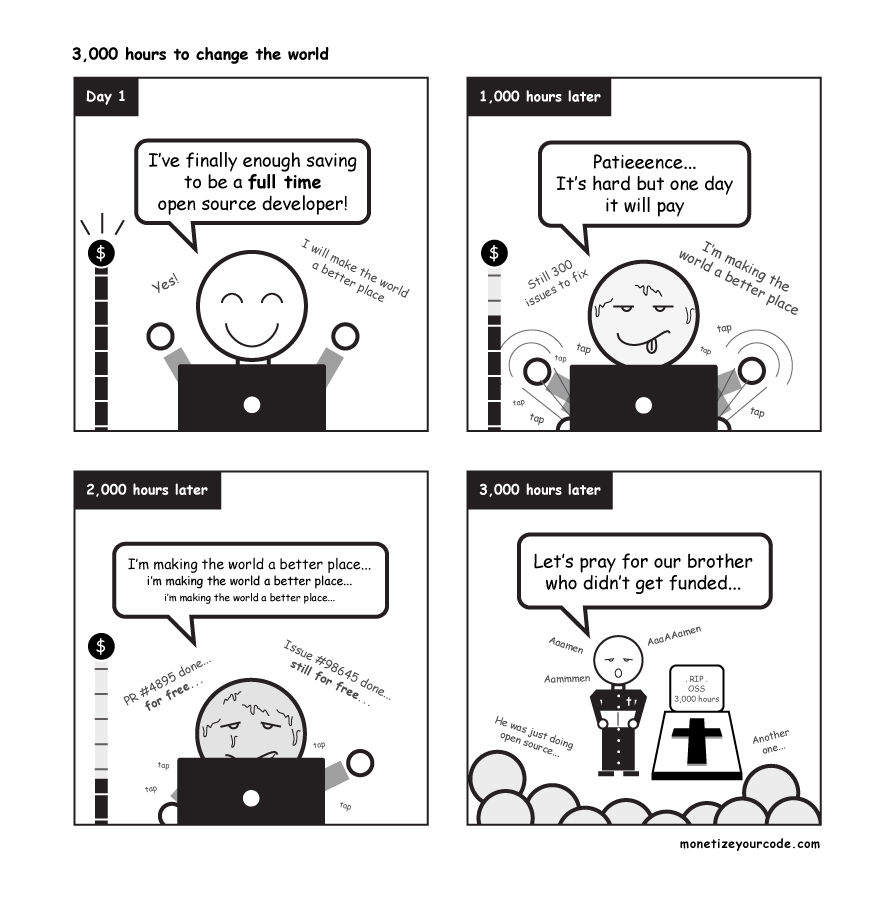 3,000 hours to change the world
Day 1
I've finally enough saving
to be a full time
open source developer!
$
Yes!
I will make the world
a better place
1,000 hours later
Patieeence...
It's hard but one day
it will pay
$
Still 300
issues to fix
I'm making the
world a better place
tap
tap
tap
tap
tap
tap
tap
2,000 hours later
I'm making the world a better place...
i'm making the world a better place...
i'm making the world a better place...
$
PR #4895 done...
for free...
Issue #98645 done...
still for free...
tap
tap
tap
tap
3,000 hours later
Let's pray for our brother
who didn't get funded...
Aaamen
AaaAAamen
Aammmen
. RIP .
OSS
3,000 hours
He was just doing
open source...
Another
one...
monetizeyourcode.com